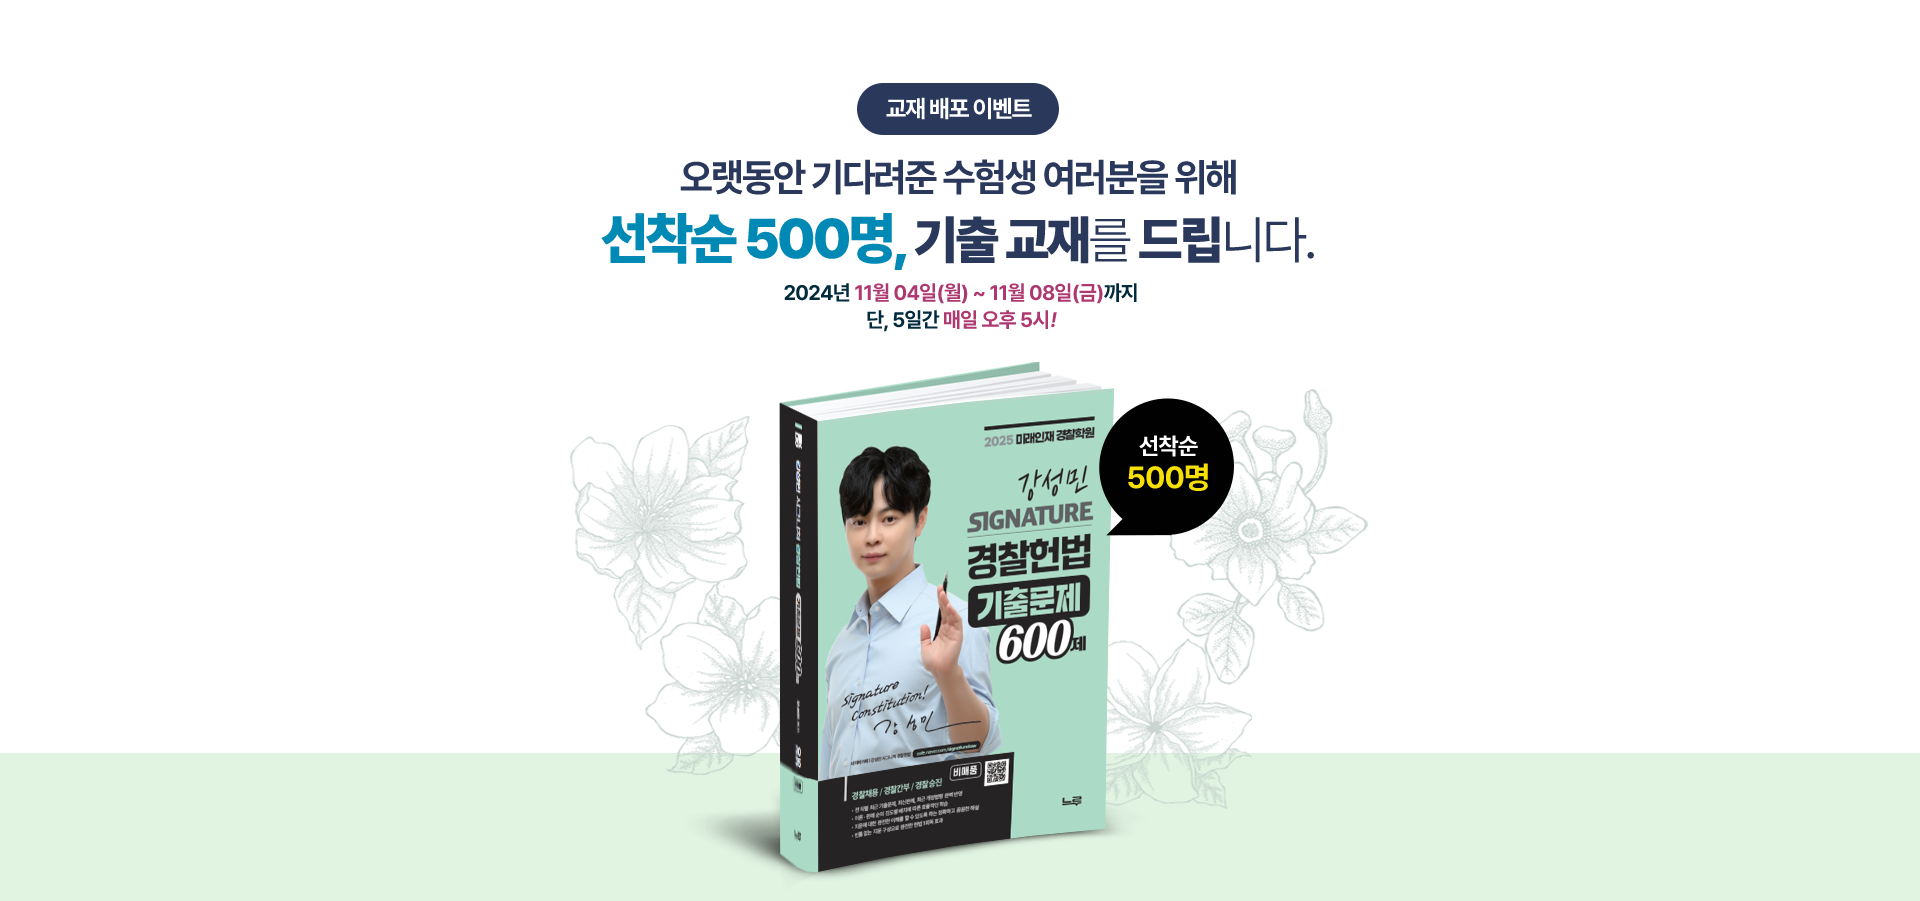 교재 배포 이벤트
오랫동안 기다려준 수험생 여러분을 위해
선착순 500명, 기출 교재를 드립니다.
2024년 11월 04일(월) ~ 11월 08일(금)까지
단, 5일간 매일 오후 5시!
2025 미래인재 경찰학원
강성민
SIGNATURE
경찰헌법
기출문제
600제
선착순
500명
Signature
Constitution!
강성민
비매품
경찰채용 / 경찰간부 / 경찰승진
느루